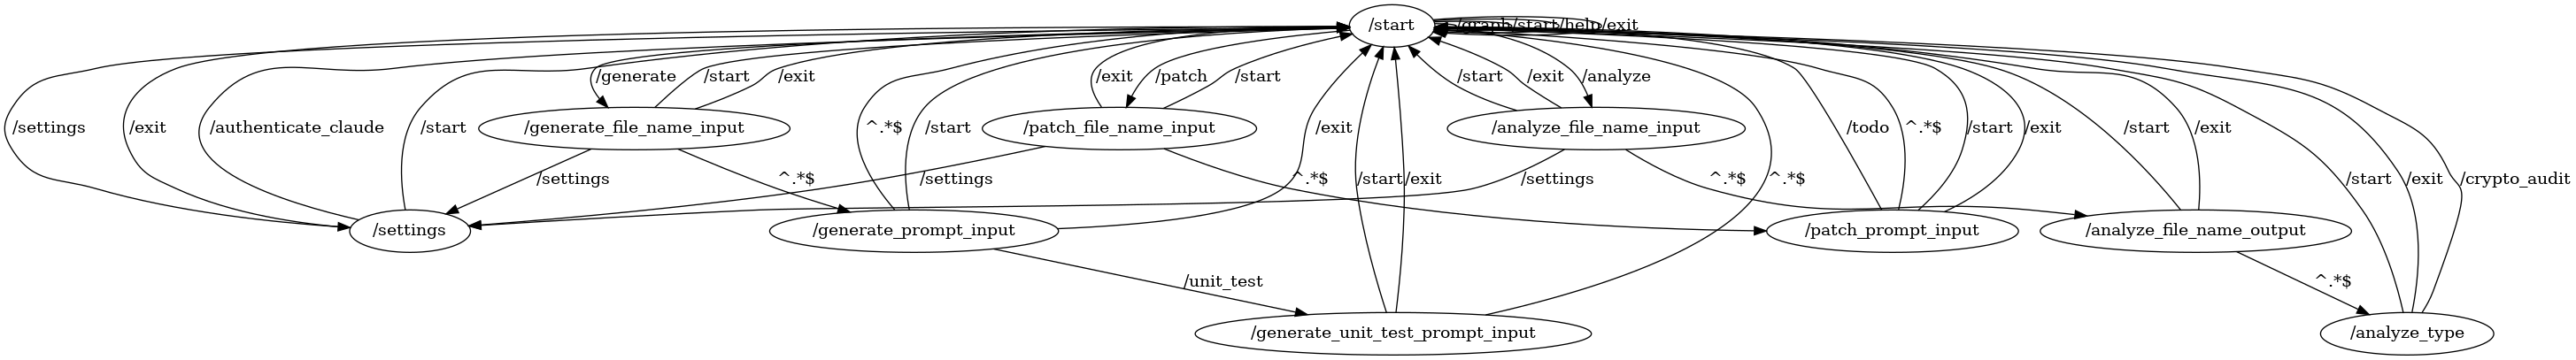 /start
/graph
/start
/help
/exit
/generate
/start
/exit
/exit
/patch
/start
/start
/exit
/analyze
/settings
/exit
/authenticate_claude
/start
/generate_file_name_input
^.*$
/start
/patch_file_name_input
/exit
/analyze_file_name_input
/todo
^.*$
/start
/exit
/start
/exit
/settings
^.*$
/settings
^.*$
/start
/exit
/settings
^.*$
^.*$
/start
/exit
/crypto_audit
/settings
/generate_prompt_input
/patch_prompt_input
/analyze_file_name_output
/unit_test
^.*$
/generate_unit_test_prompt_input
/analyze_type